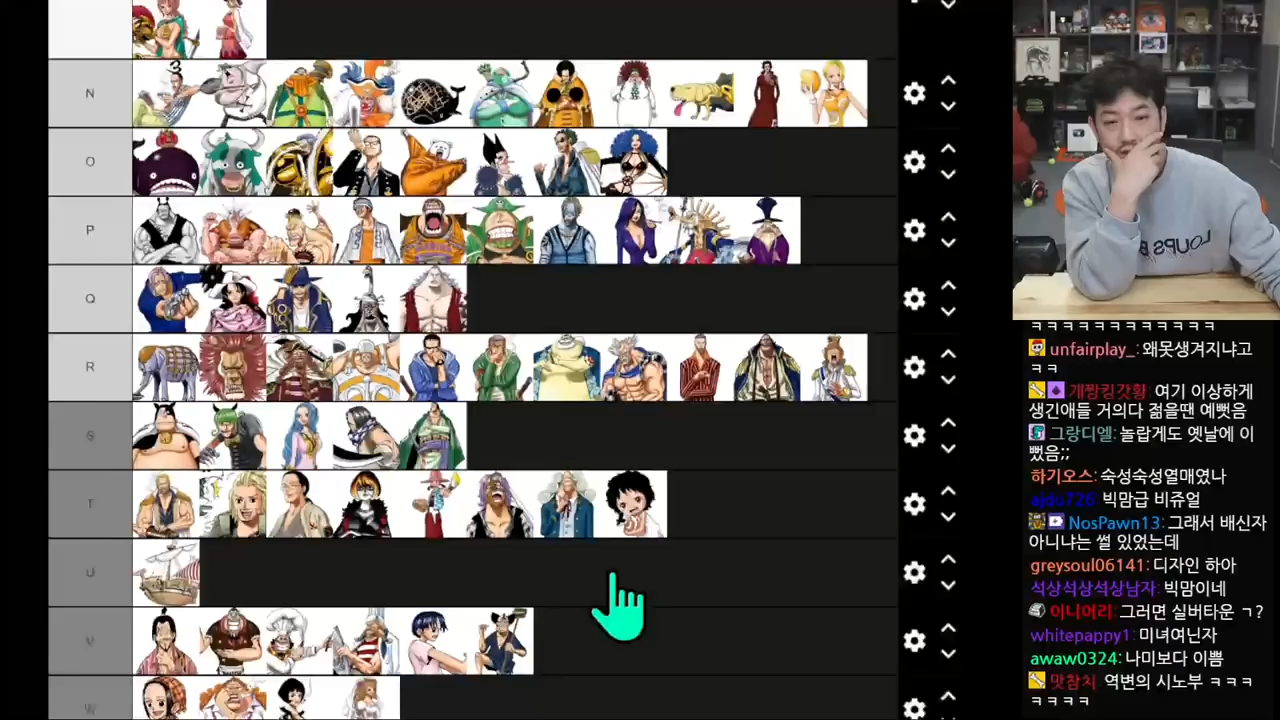 N
O
P
Q
R
S
T
U
V
W
ㅋㅋㅋㅋㅋㅋㅋㅋㅋㅋㅋㅋ
unfairplay_: 왜못생겨지냐고
ㅋㅋ
개짱킹갓황: 여기 이상하게
생긴애들 거의다 젊을땐 예뻣음
그랑디엘: 놀랍게도 옛날에 이
뻤음;;
하기오스: 숙성숙성열매였나
ajdu726: 빅맘급 비쥬얼
NosPawn13: 그래서 배신자
아니냐는 썰 있었는데
greysoul06141: 디자인 하아
석상석상석상남자: 빅맘이네
이니어리: 그러면 실버타운 ㄱ?
whitepappy1: 미녀여닌자
awaw0324: 나미보다 이쁨
맛참치 역변의 시노부 ㅋㅋㅋ
ㅋㅋㅋㅋ